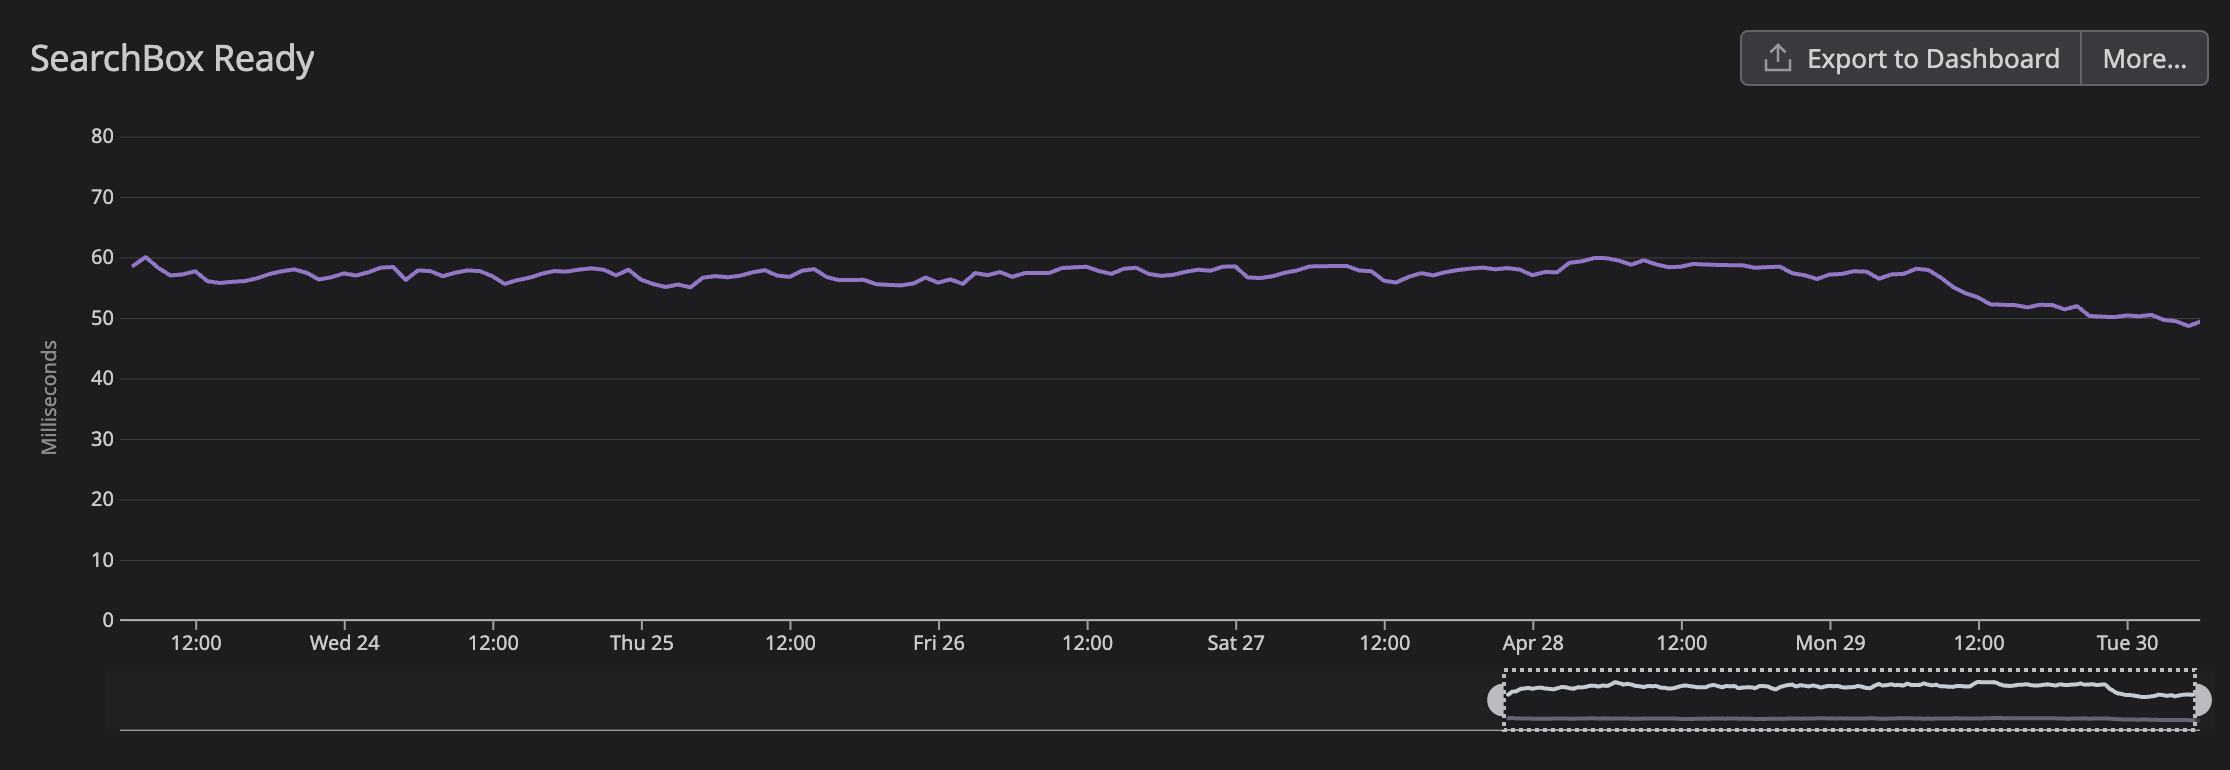 SearchBox Ready
Export to Dashboard
More...
Milliseconds
80
70
60
50
40
30
20
10
0
12:00 Wed 24 12:00 Thu 25 12:00 Fri 26 12:00 Sat 27 12:00 Apr 28 12:00 Mon 29 12:00 Tue 30